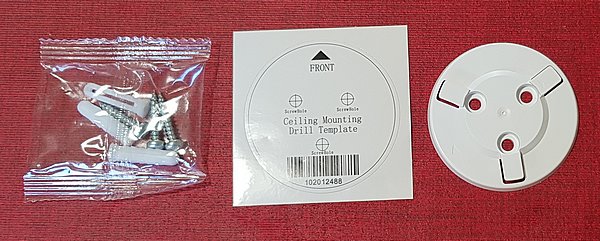 FRONT
ScrewHole ScrewHole
Ceiling Mounting
Drill Template
ScrewHole
102012488